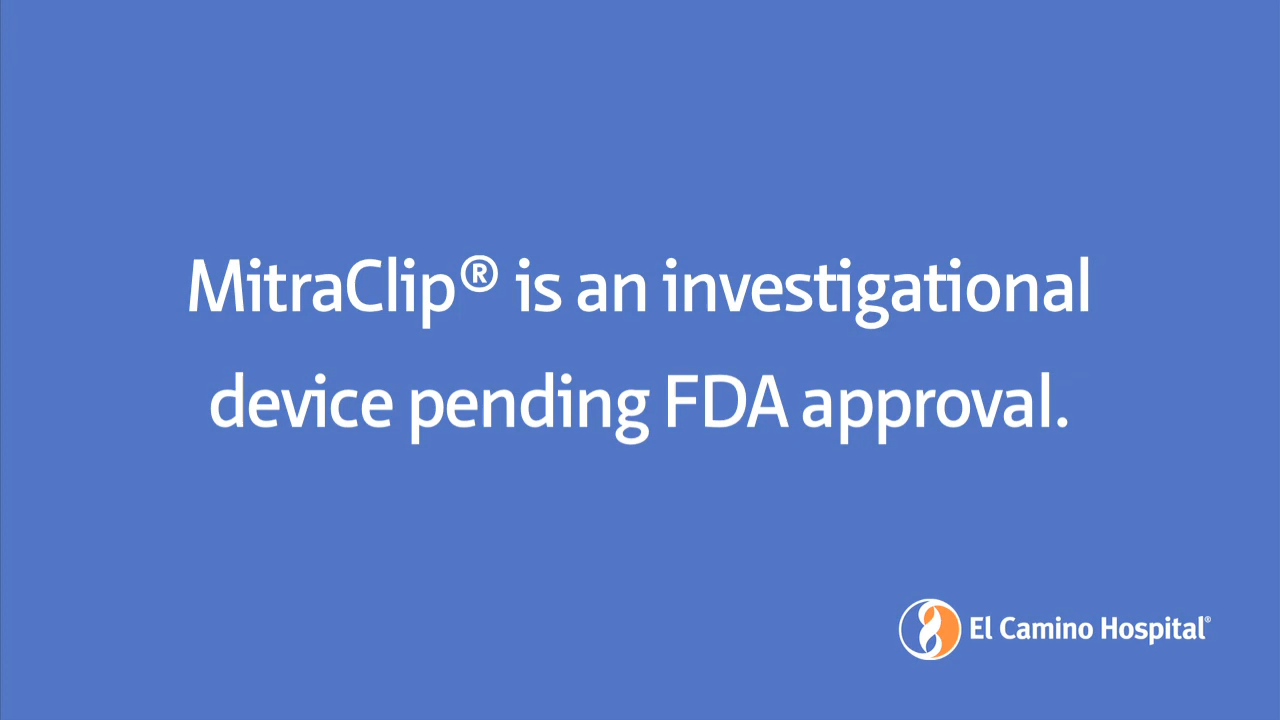 MitraClip® is an investigational
device pending FDA approval.
El Camino Hospital®